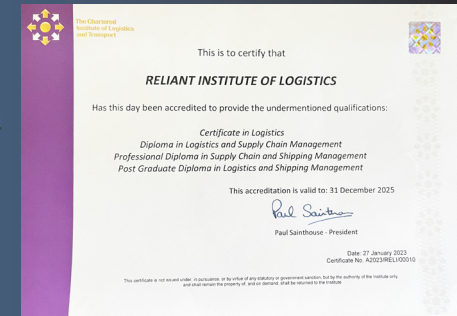 The Chartered
Institute of Logistics
and Transport
This is to certify that
RELIANT INSTITUTE OF LOGISTICS
Has this day been accredited to provide the undermentioned qualifications:
Certificate in Logistics
Diploma in Logistics and Supply Chain Management
Professional Diploma in Supply Chain and Shipping Management
Post Graduate Diploma in Logistics and Shipping Management
This accreditation is valid to: 31 December 2025
Paul Sainthouse - President
Date: 27 January 2023
Certificate No. A2023/RELI/00010
This certificate is not issued under, in pursuance, or by virtue of any statutory or government sanction, but by the authority of the Institute only,
and shall remain the property of, and on demand, shall be returned to the Institute